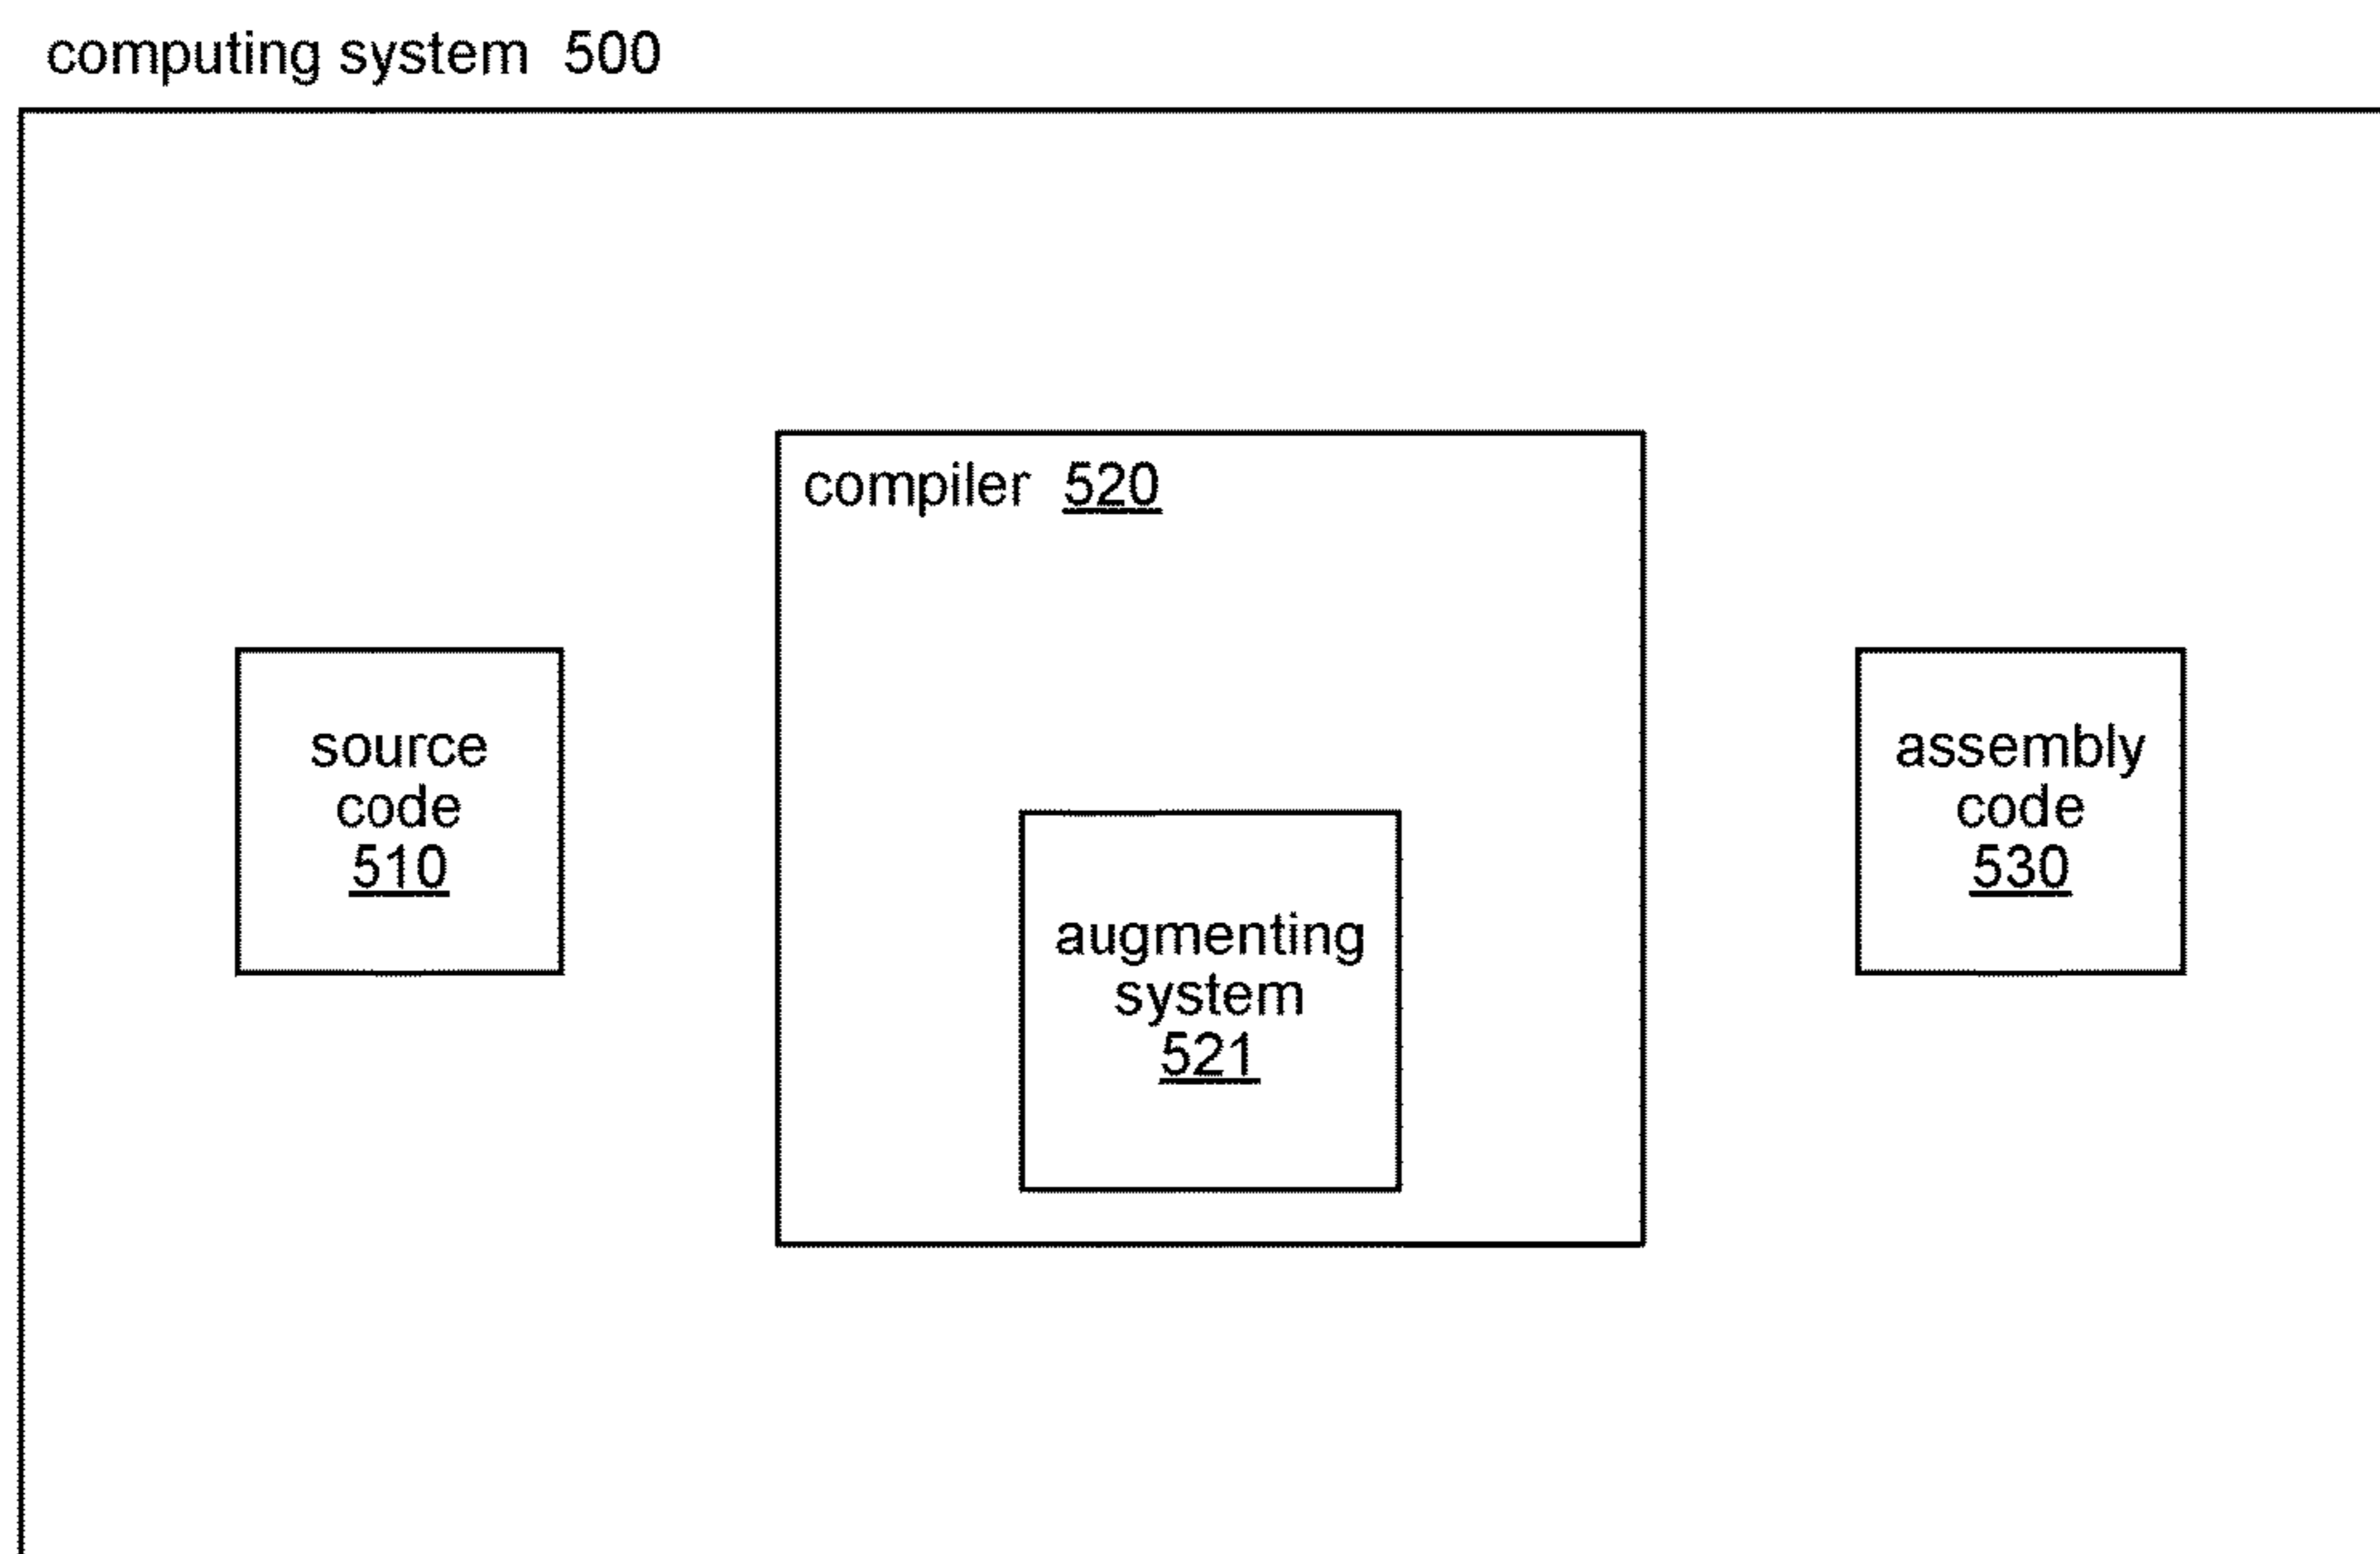 computing system 500
compiler 520
source
code
510
assembly
code
530
augmenting
system
521